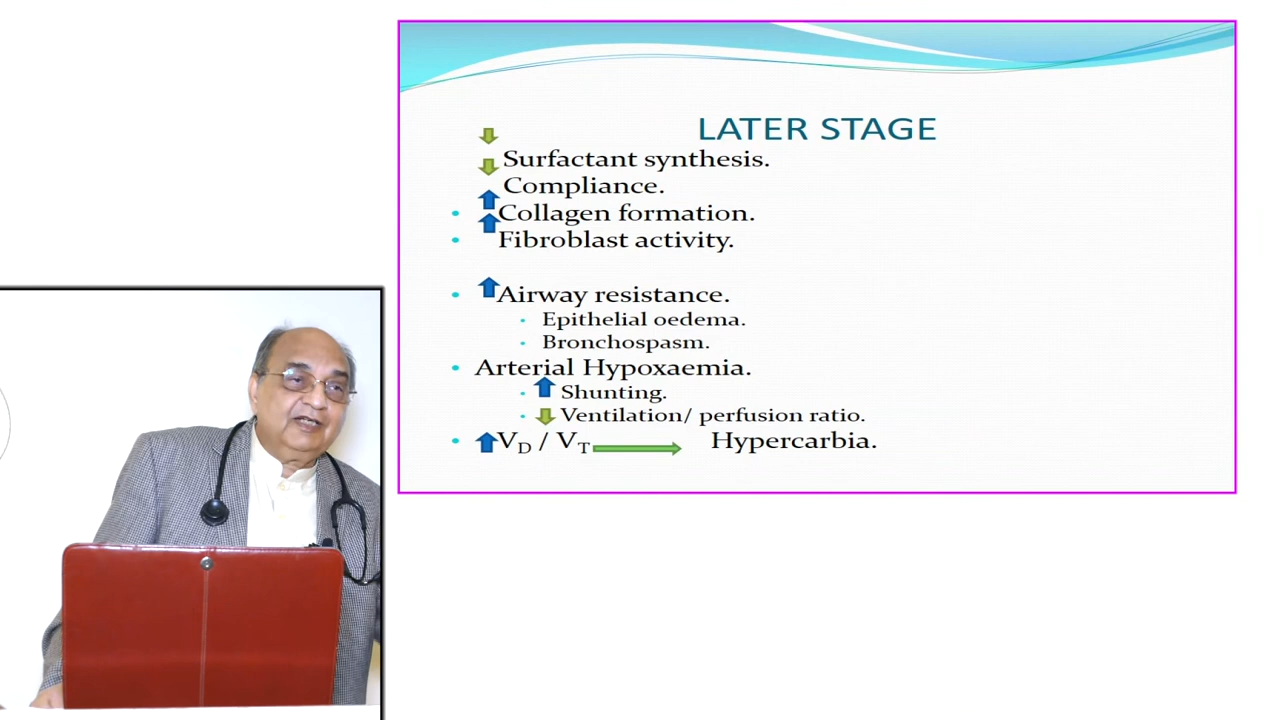 LATER STAGE
Surfactant synthesis.
Compliance.
Collagen formation.
Fibroblast activity.
Airway resistance.
Epithelial oedema.
Bronchospasm.
Arterial Hypoxaemia.
Shunting.
Ventilation/ perfusion ratio.
VD / VT Hypercarbia.